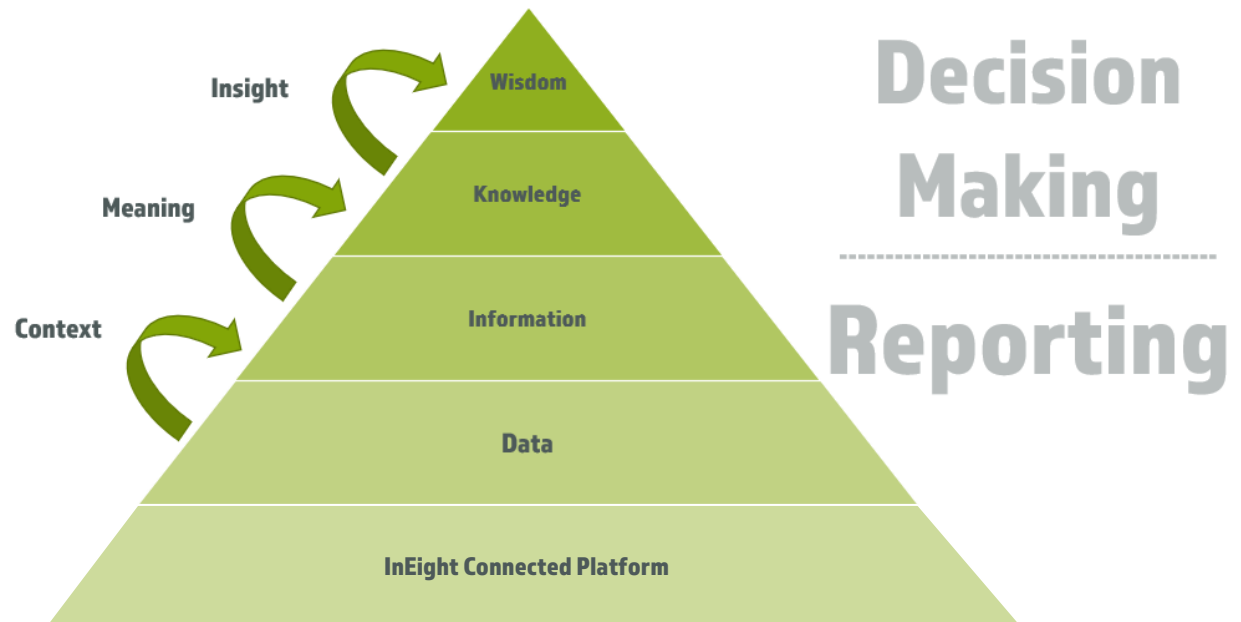 Insight
Meaning
Context
Wisdom
Knowledge
Information
Data
InEight Connected Platform
Decision
Making
Reporting